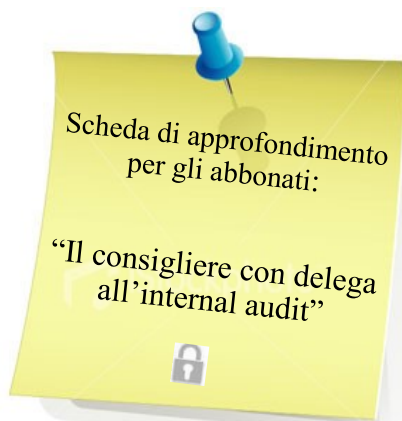 Scheda di approfondimento
per gli abbonati:
“Il consigliere con delega
all’internal audit”